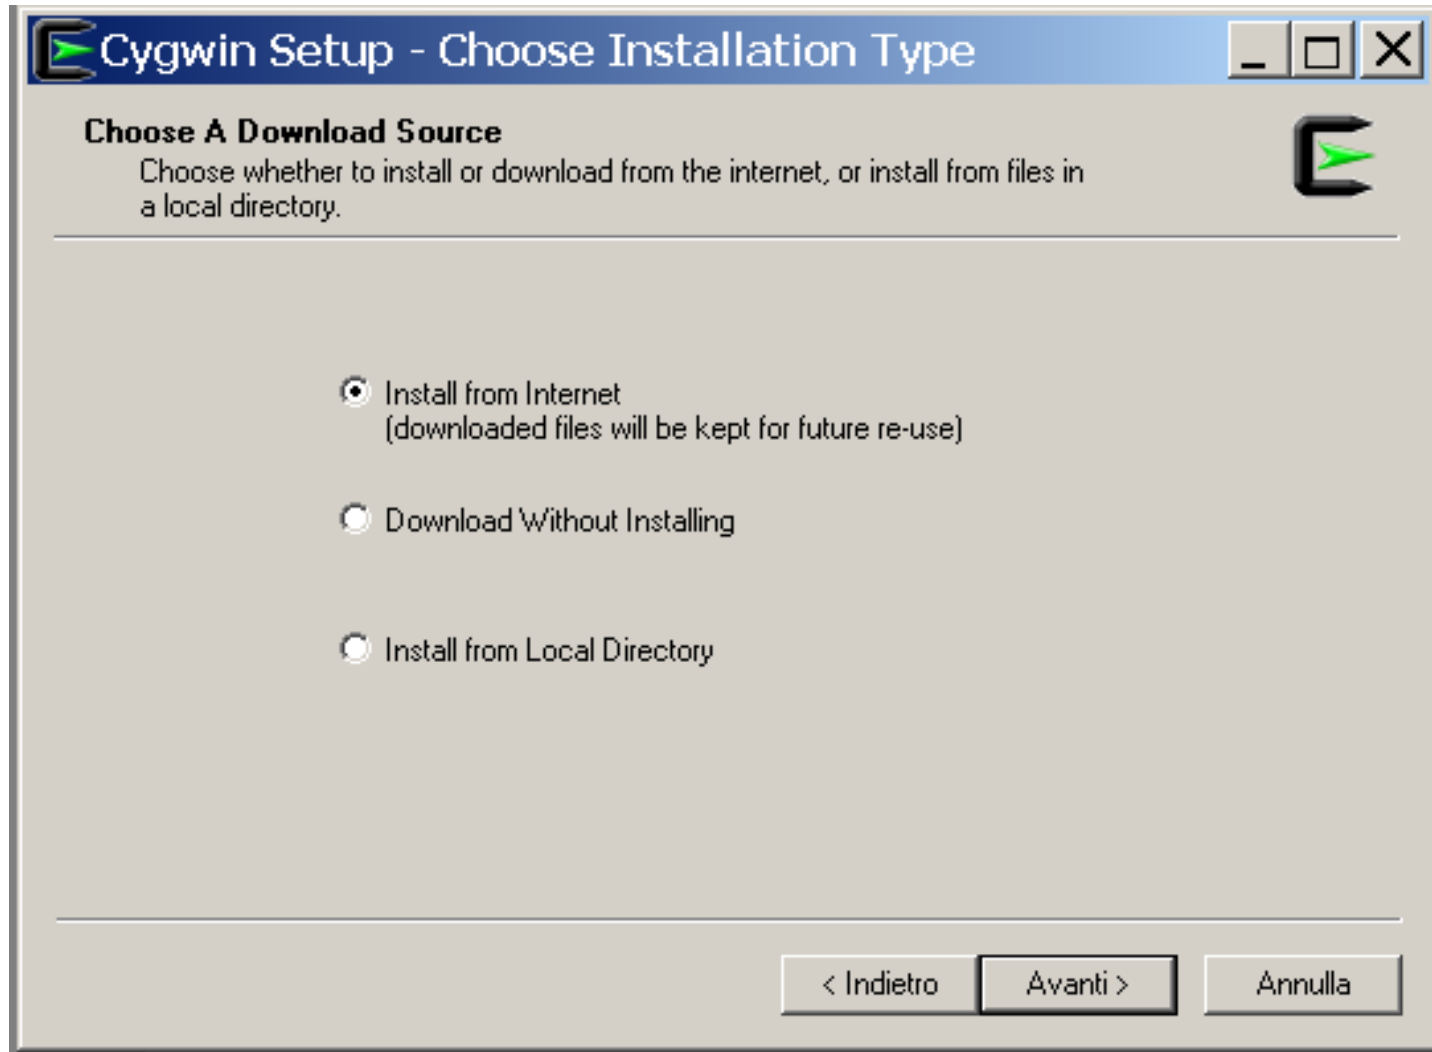 Cygwin Setup - Choose Installation Type
Choose A Download Source
Choose whether to install or download from the internet, or install from files in
a local directory.
Install from Internet
(downloaded files will be kept for future re-use)
Download Without Installing
Install from Local Directory
< Indietro
Avanti >
Annulla